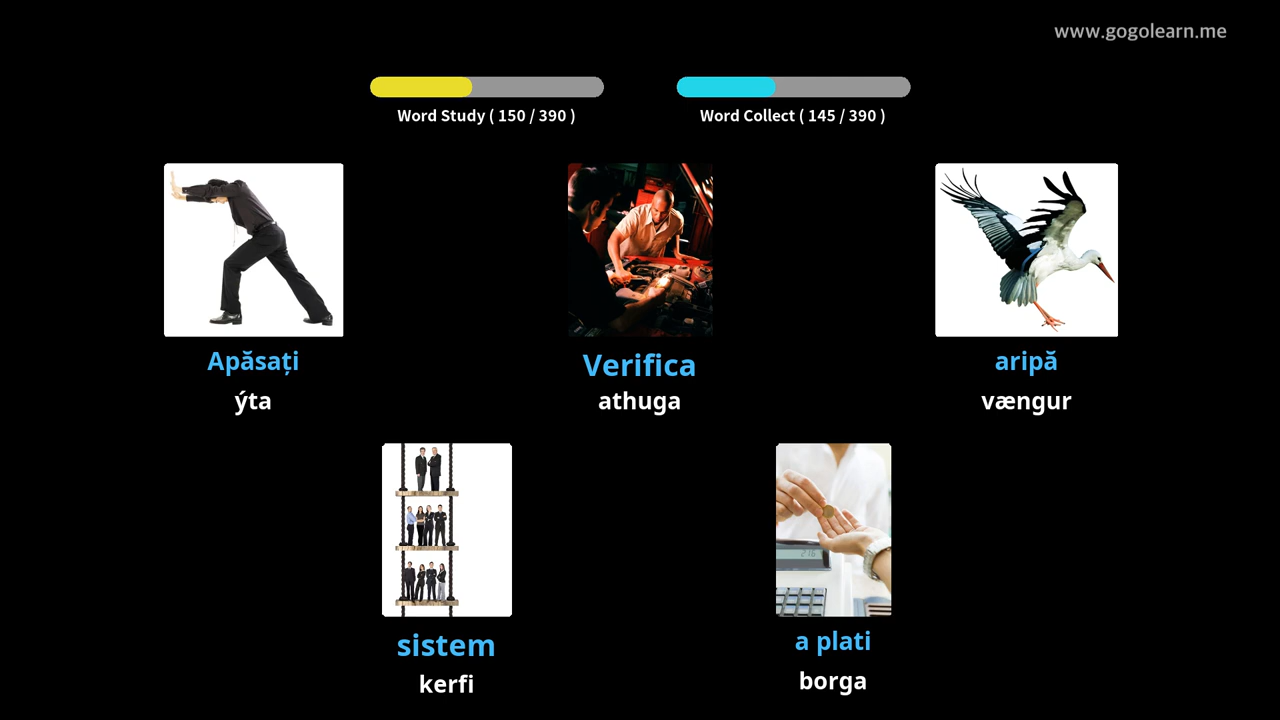 www.gogolearn.me
Word Study ( 150 / 390 )
Word Collect ( 145 / 390 )
Apăsați
Verifica
aripă
ýta
athuga
vængur
sistem
a plati
kerfi
borga